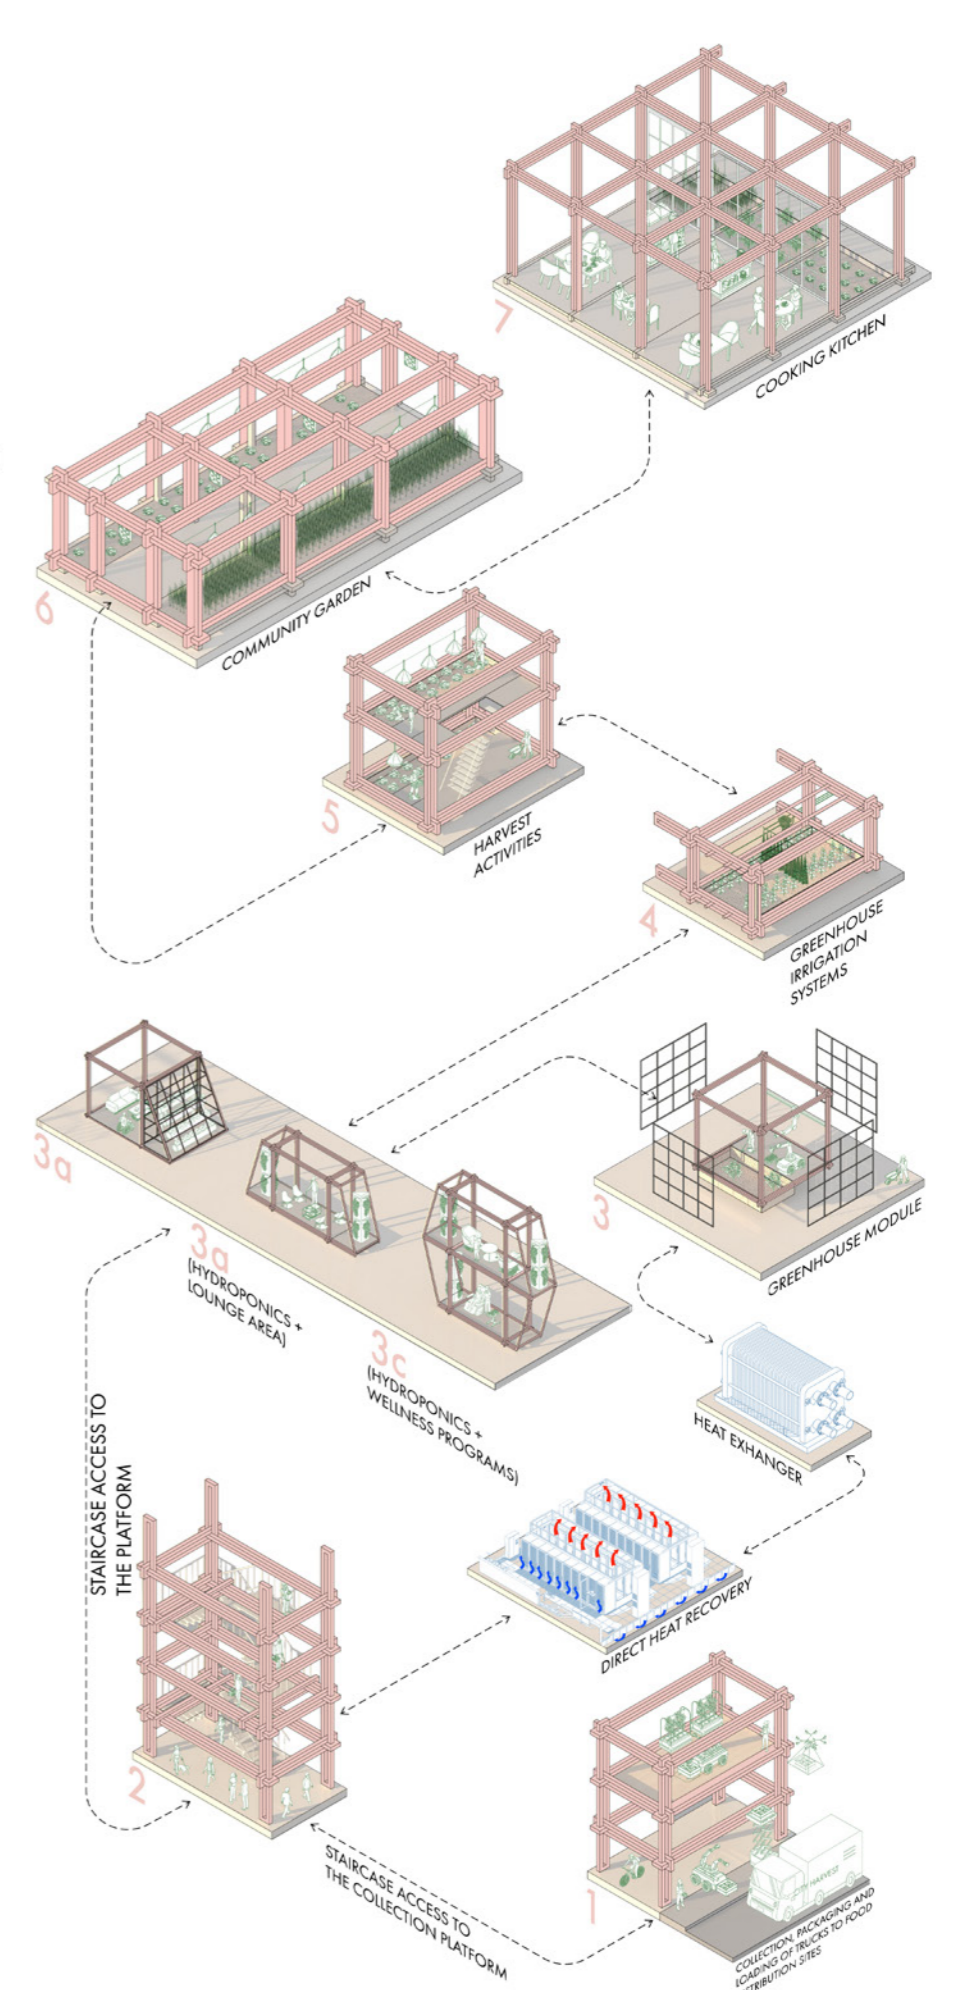 7
COOKING KITCHEN
6
COMMUNITY GARDEN
5
HARVEST
ACTIVITIES
4
GREENHOUSE
IRRIGATION
SYSTEMS
3a
3a
(HYDROPONICS +
LOUNGE AREA)
3c
(HYDROPONICS +
WELLNESS PROGRAMS)
3
GREENHOUSE MODULE
HEAT EXHANGER
STAIRCASE ACCESS TO
THE PLATFORM
DIRECT HEAT RECOVERY
2
STAIRCASE ACCESS TO
THE COLLECTION PLATFORM
1
HARVEST
COLLECTION, PACKAGING AND
LOADING OF TRUCKS TO FOOD
SITES